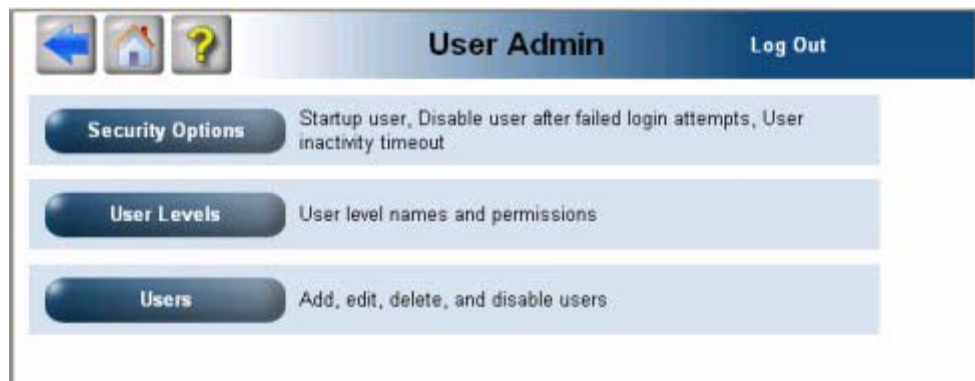 User Admin
Log Out
Security Options
Startup user, Disable user after failed login attempts, User
inactivity timeout
User Levels
User level names and permissions
Users
Add, edit, delete, and disable users